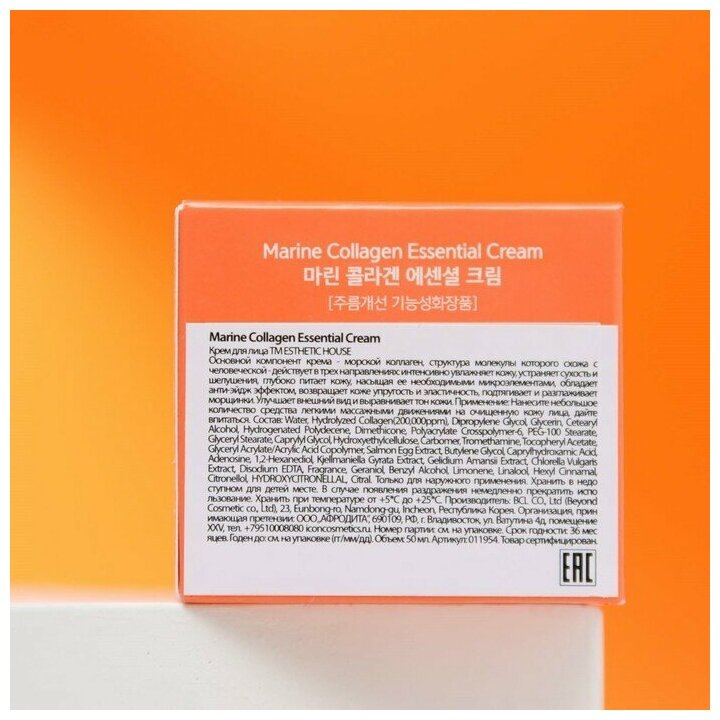 Marine Collagen Essential Cream
마린 콜라겐 에센셜 크림
[주름개선 기능성화장품]
Marine Collagen Essential Cream
Крем для лица TM ESTHETIC HOUSE
Основной компонент крема - морской коллаген, структура молекулы которого схожа с
человеческой - действует в трех направлениях: интенсивно увлажняет кожу, устраняет сухость и
шелушения, глубоко питает кожу, насыщая ее необходимыми микроэлементами, обладает
анти-эйдж эффектом, возвращает коже упругость и эластичность, подтягивает и разглаживает
морщинки. Улучшает внешний вид и выравнивает тон кожи. Применение: Нанесите небольшое
количество средства легкими массажными движениями на очищенную кожу лица, дайте
впитаться. Состав: Water, Hydrolyzed Collagen(200,000ppm), Dipropylene Glycol, Glycerin, Cetearyl
Alcohol, Hydrogenated Polydecene, Dimethicone, Polyacrylate Crosspolymer-6, PEG-100 Stearate,
Glyceryl Stearate, Caprylyl Glycol, Hydroxyethylcellulose, Carbomer, Tromethamine, Tocopheryl Acetate,
Glyceryl Acrylate/Acrylic Acid Copolymer, Salmon Egg Extract, Butylene Glycol, Caprylhydroxamic Acid,
Adenosine, 1,2-Hexanediol, Kjellmaniella Gyrata Extract, Gelidium Amansii Extract, Chlorella Vulgaris
Extract, Disodium EDTA, Fragrance, Geraniol, Benzyl Alcohol, Limonene, Linalool, Hexyl Cinnamal,
Citronellol, HYDROXYCITRONELLAL, Citral. Только для наружного применения. Хранить в недо
ступном для детей месте. В случае появления раздражения немедленно прекратить исп
ользование. Хранить при температуре от +5°C до +25°C. Производитель. BCL CO., Ltd (Beyond
Cosmetic co., Ltd), 23, Eunbong-ro, Namdong-gu, Incheon, Республика Корея. Организация, прин
имающая претензии: ООО „АФРОДИТА", 690109, РФ, г. Владивосток, ул. Ватутина 4д, помещение
XXV, тел. +79510008080 iconcosmetics.ru. Номер партии: см. на упаковке. Срок годности: 36 мес
яцев. Годен до: см. на упаковке (гг/мм/дд). Объем: 50 мл. Артикул: 011954. Товар сертифицирован.
EAC